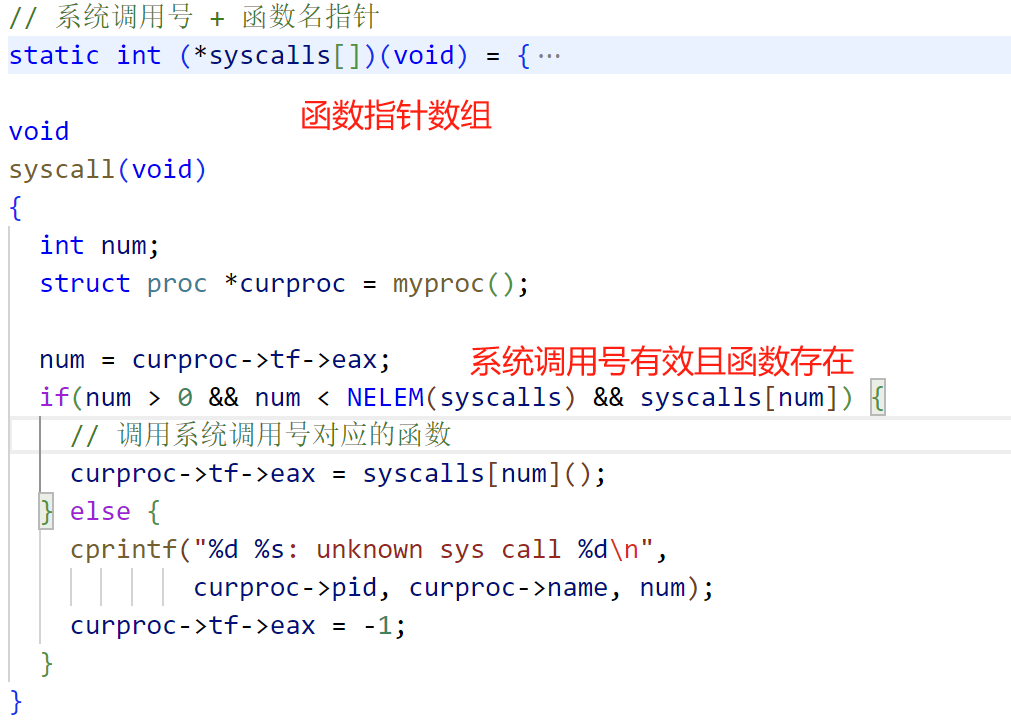 // 系统调用号 + 函数名指针
static int (*syscalls[])(void) = {…
函数指针数组
void
syscall(void)
{
int num;
struct proc *curproc = myproc();
num = curproc->tf->eax;
系统调用号有效且函数存在
if(num > 0 && num < NELEM(syscalls) && syscalls[num]) {
// 调用系统调用号对应的函数
curproc->tf->eax = syscalls[num]();
} else {
cprintf("%d %s: unknown sys call %d\n",
curproc->pid, curproc->name, num);
curproc->tf->eax = -1;
}
}